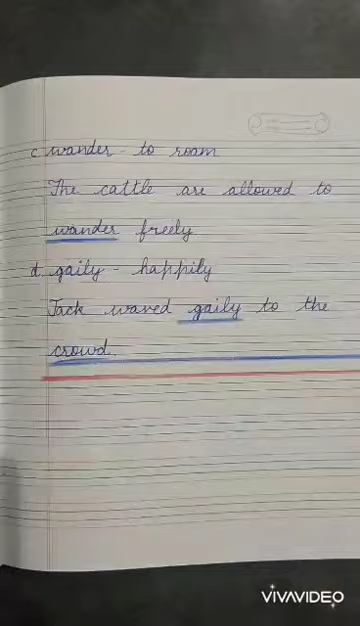 c. wander - to roam
The cattle are allowed to
wander freely
d. gaily - happily
Jack waved gaily to the
crowd.
VIVAVIDEO